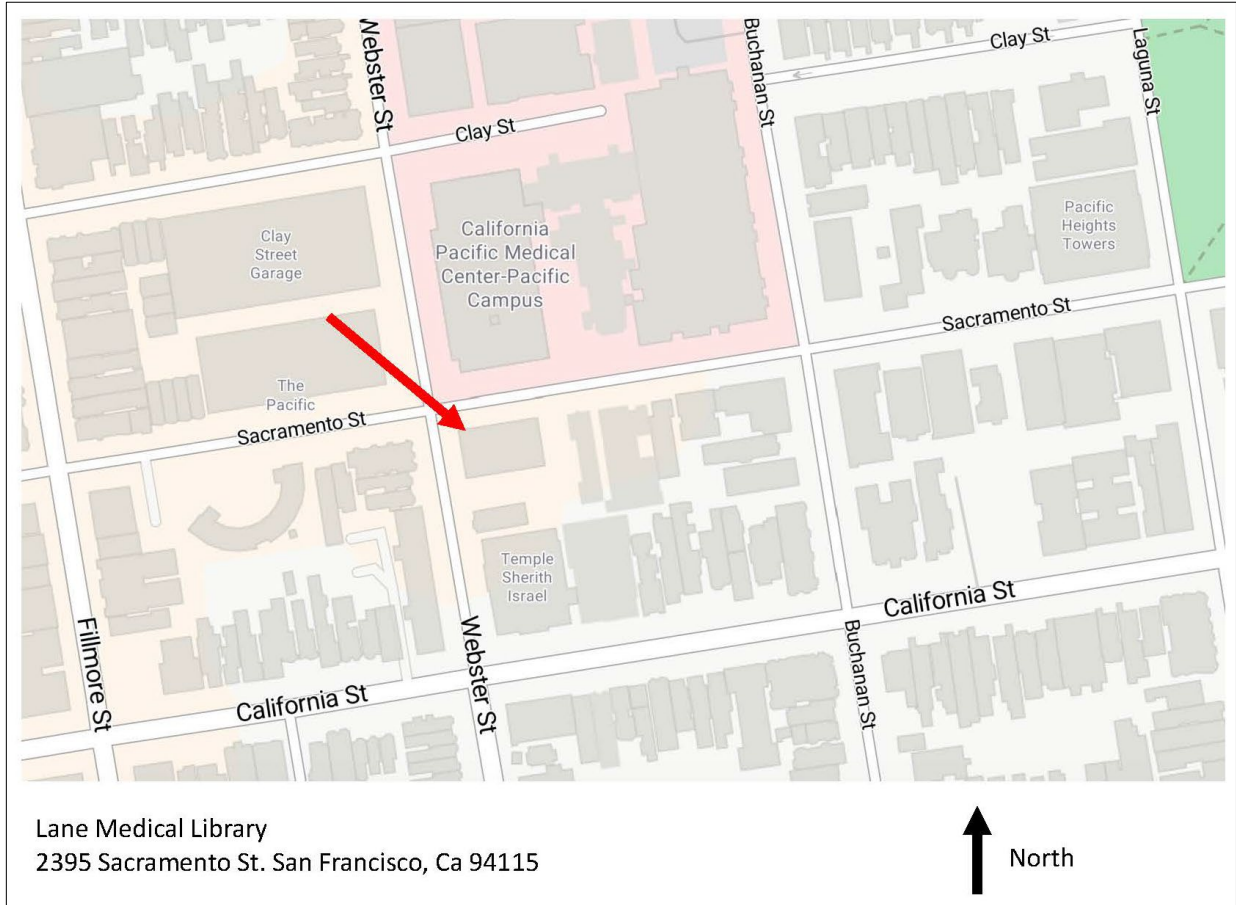 Webster St
Buchanan St
Clay St
Laguna St
Clay St
Pacific
Heights
Towers
Clay
Street
Garage
California
Pacific Medical
Center-Pacific
Campus
Sacramento St
The
Pacific
Sacramento St
Temple
Sherith
Israel
California St
Fillmore St
Webster St
Buchanan St
California St
Lane Medical Library
2395 Sacramento St. San Francisco, Ca 94115
North